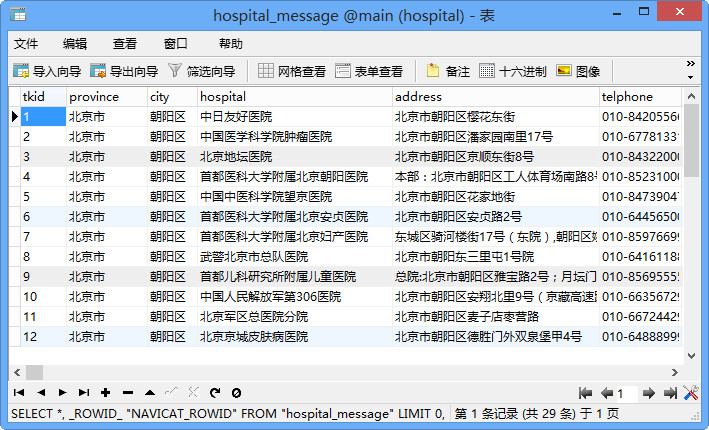 hospital_message @main (hospital) - 表
文件 编辑 查看 窗口 帮助
导入向导 导出向导 筛选向导 网格查看 表单查看 备注 十六进制 图像
tkid province city hospital address telphone
1 北京市 朝阳区 中日友好医院 北京市朝阳区樱花东街 010-8420556
2 北京市 朝阳区 中国医学科学院肿瘤医院 北京市朝阳区潘家园南里17号 010-6778133
3 北京市 朝阳区 北京地坛医院 北京市朝阳区京顺东街8号 010-8432200
4 北京市 朝阳区 首都医科大学附属北京朝阳医院 本部：北京市朝阳区工人体育场南路8号 010-8523100
5 北京市 朝阳区 中国中医科学院望京医院 北京市朝阳区花家地街 010-8473904
6 北京市 朝阳区 首都医科大学附属北京安贞医院 北京市朝阳区安贞路2号 010-6445650
7 北京市 朝阳区 首都医科大学附属北京妇产医院 东城区骑河楼街17号（东院）,朝阳区 010-8597669
8 北京市 朝阳区 武警北京市总队医院 北京朝阳东三里屯1号院 010-6416118
9 北京市 朝阳区 首都儿科研究所附属儿童医院 总院:北京市朝阳区雅宝路2号；月坛门 010-8569555
10 北京市 朝阳区 中国人民解放军第306医院 北京市朝阳区安翔北里9号（京藏高速 010-6635672
11 北京市 朝阳区 北京军区总医院分院 北京市朝阳区麦子店枣营路 010-6672442
12 北京市 朝阳区 北京京城皮肤病医院 北京市朝阳区德胜门外双泉堡甲4号 010-6488899
1
SELECT *, _ROWID_ "NAVICAT_ROWID" FROM "hospital_message" LIMIT 0, 第 1 条记录 (共 29 条) 于 1 页